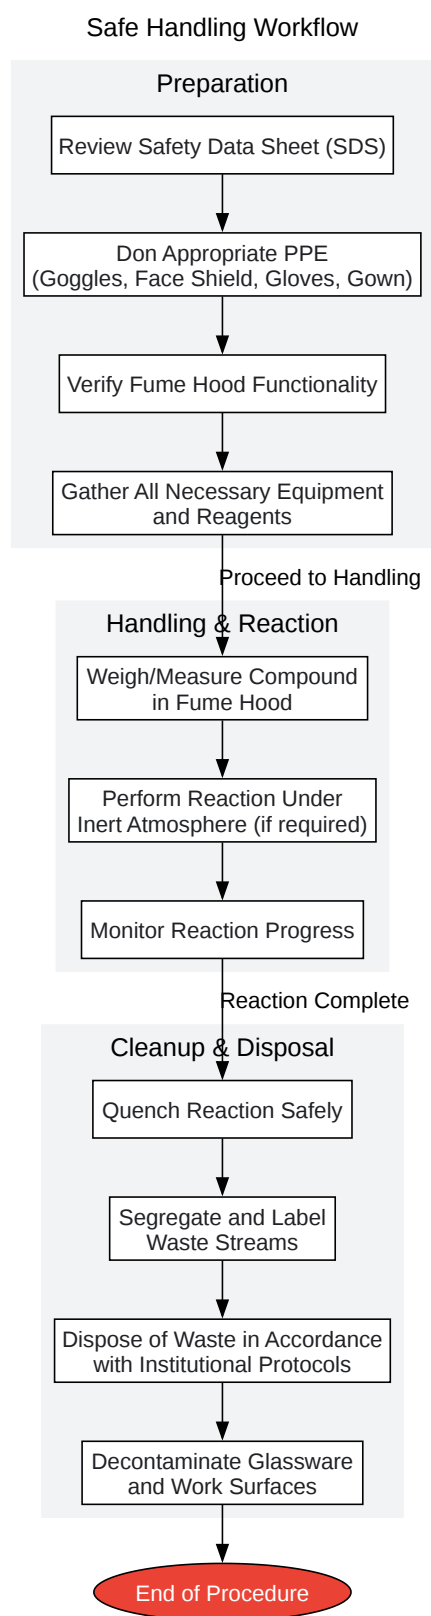 Safe Handling Workflow
Preparation
Review Safety Data Sheet (SDS)
Don Appropriate PPE
(Goggles, Face Shield, Gloves, Gown)
Verify Fume Hood Functionality
Gather All Necessary Equipment
and Reagents
Proceed to Handling
Handling & Reaction
Weigh/Measure Compound
in Fume Hood
Perform Reaction Under
Inert Atmosphere (if required)
Monitor Reaction Progress
Reaction Complete
Cleanup & Disposal
Quench Reaction Safely
Segregate and Label
Waste Streams
Dispose of Waste in Accordance
with Institutional Protocols
Decontaminate Glassware
and Work Surfaces
End of Procedure